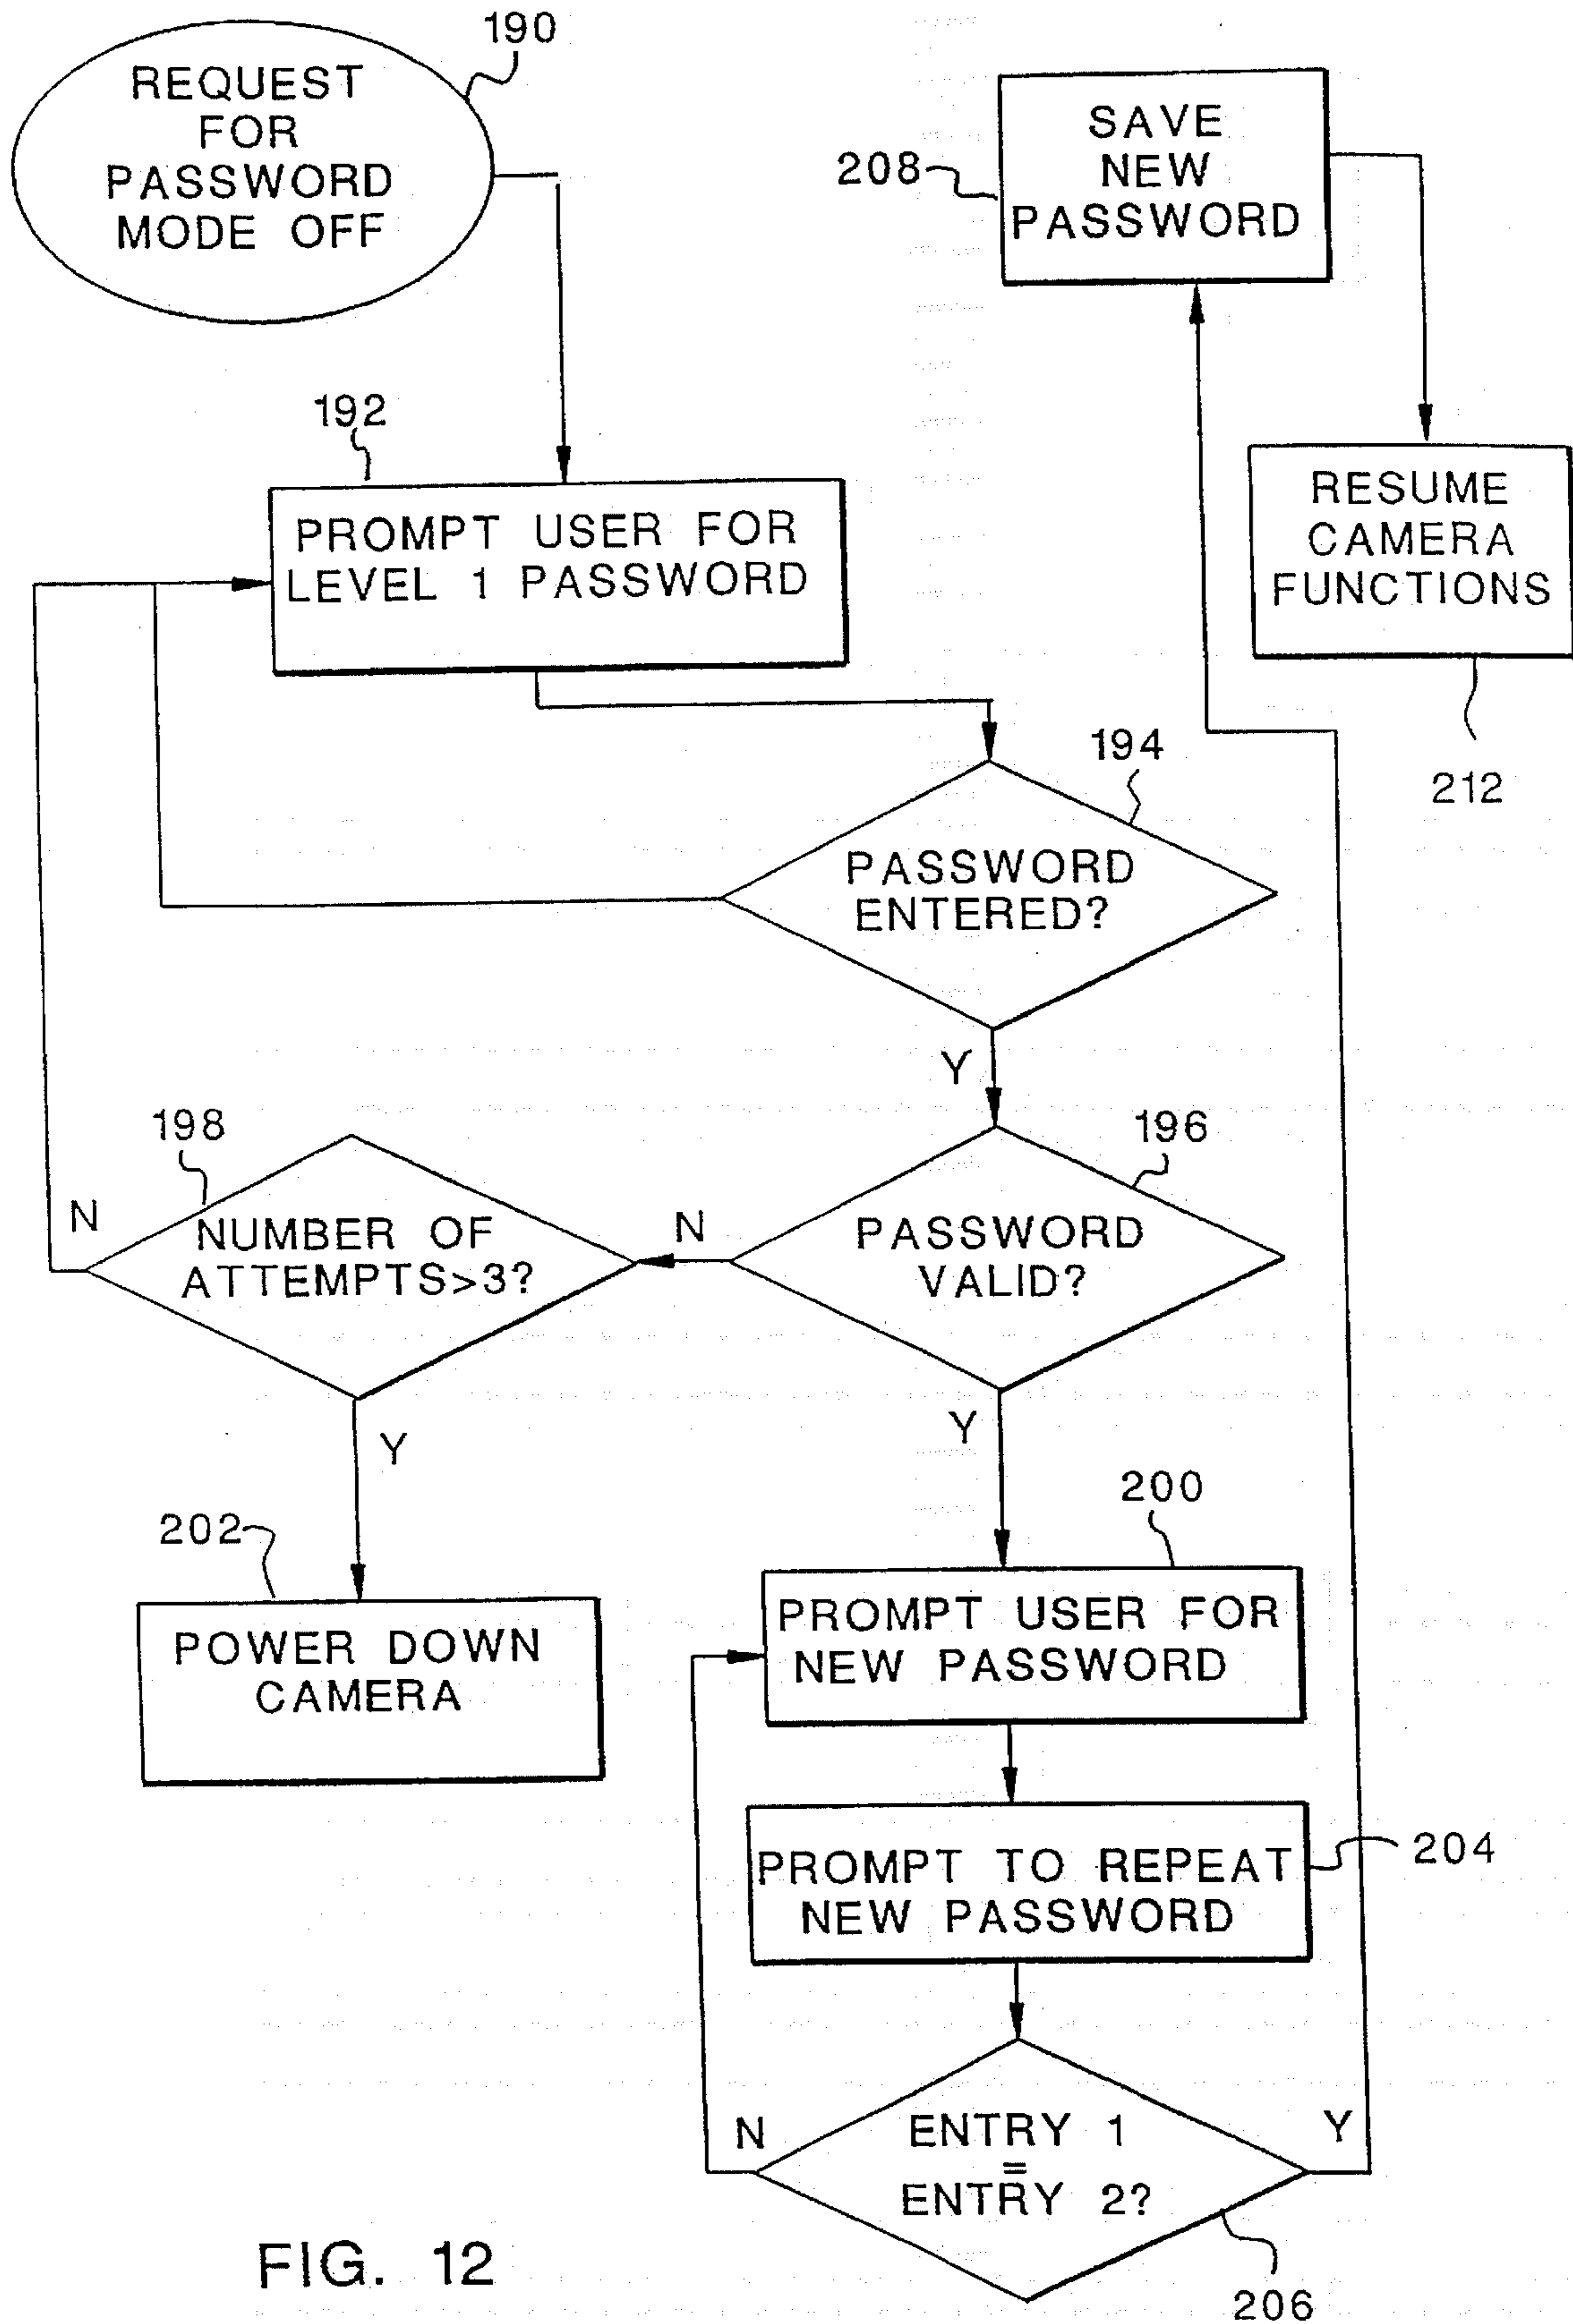 190
REQUEST
FOR
PASSWORD
MODE OFF
208
SAVE
NEW
PASSWORD
192
PROMPT USER FOR
LEVEL 1 PASSWORD
RESUME
CAMERA
FUNCTIONS
212
194
PASSWORD
ENTERED?
Y
198
N
NUMBER OF
ATTEMPTS>3?
N
196
PASSWORD
VALID?
Y
Y
202
POWER DOWN
CAMERA
200
PROMPT USER FOR
NEW PASSWORD
PROMPT TO REPEAT
NEW PASSWORD
204
N
ENTRY 1
=
ENTRY 2?
Y
206
FIG. 12